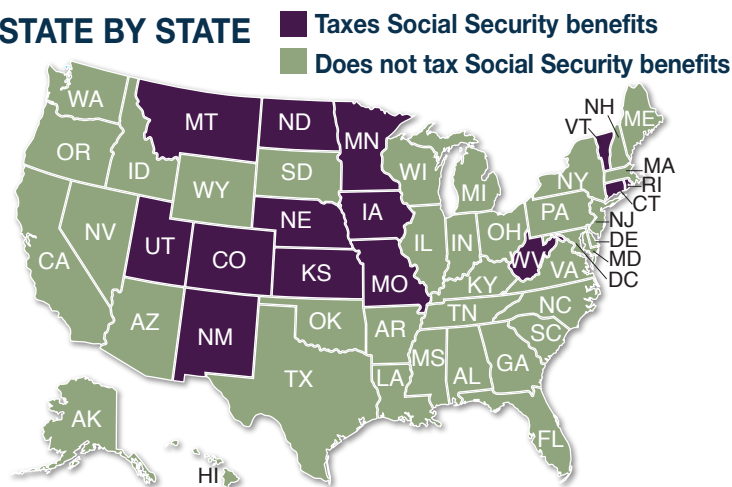 STATE BY STATE
Taxes Social Security benefits
Does not tax Social Security benefits
WA
MT
ND
MN
OR
ID
WY
SD
WI
MI
NH
VT
ME
NY
MA
RI
CT
NV
UT
CO
NE
IA
IL
IN
OH
PA
NJ
DE
MD
DC
CA
KS
MO
KY
WV
VA
AZ
NM
OK
AR
TN
NC
SC
TX
LA
MS
AL
GA
AK
HI
FL